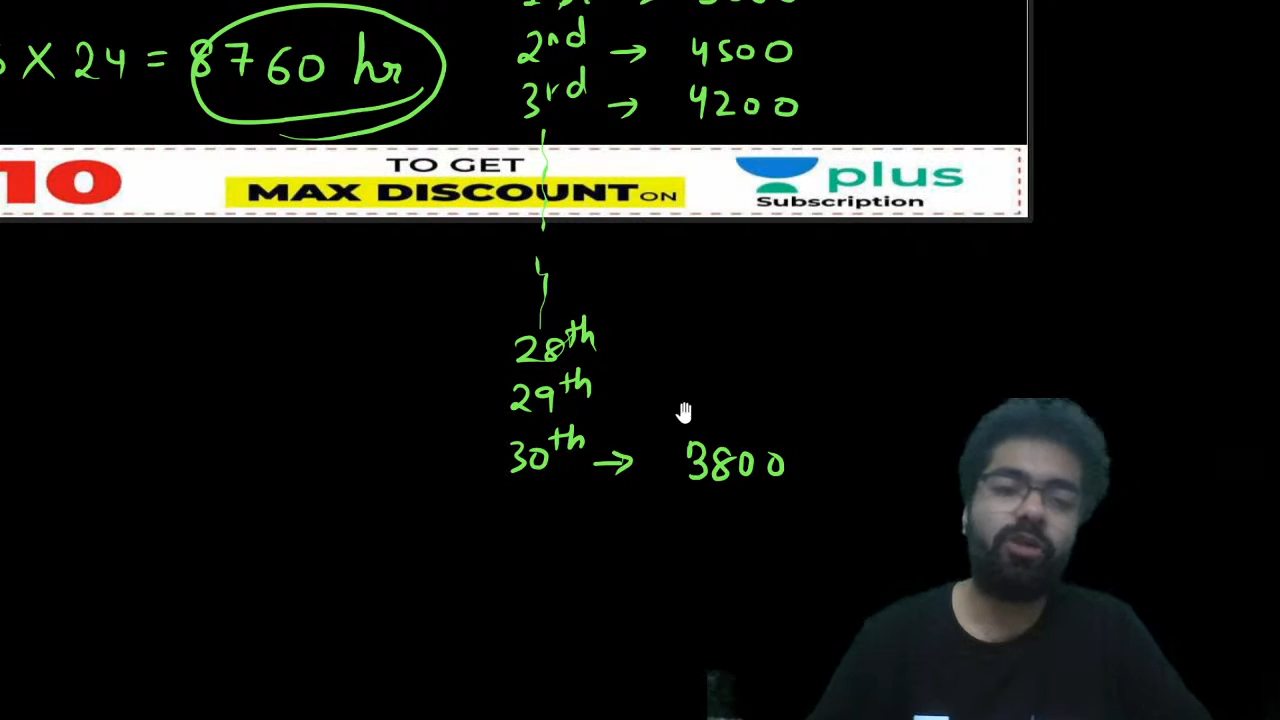 X 24 = 8760 hr
2nd → 4500
3rd → 4200
10
TO GET
MAX DISCOUNT ON
plus
Subscription
28th
29th
30th → 3800